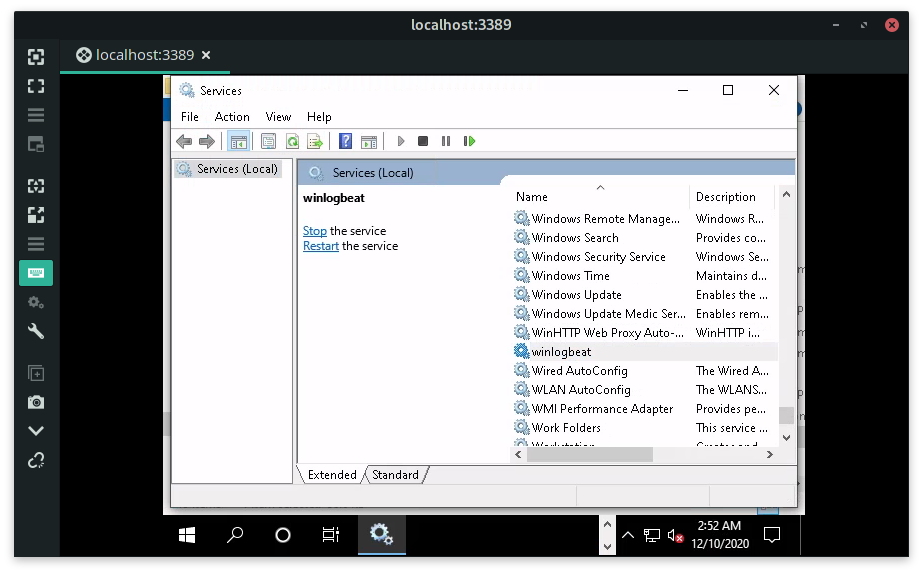 localhost:3389
localhost:3389
Services
File Action View Help
Services (Local)
Services (Local)
winlogbeat
Stop the service
Restart the service
Name Description
Windows Remote Manage... Windows R...
Windows Search Provides co...
Windows Security Service Windows Se...
Windows Time Maintains d...
Windows Update Enables the ...
Windows Update Medic Ser... Enables rem...
WinHTTP Web Proxy Auto-... WinHTTP i...
winlogbeat
Wired AutoConfig The Wired A...
WLAN AutoConfig The WLANS...
WMI Performance Adapter Provides pe...
Work Folders This service ...
Workstation Creates and ...
Extended Standard
2:52 AM
12/10/2020